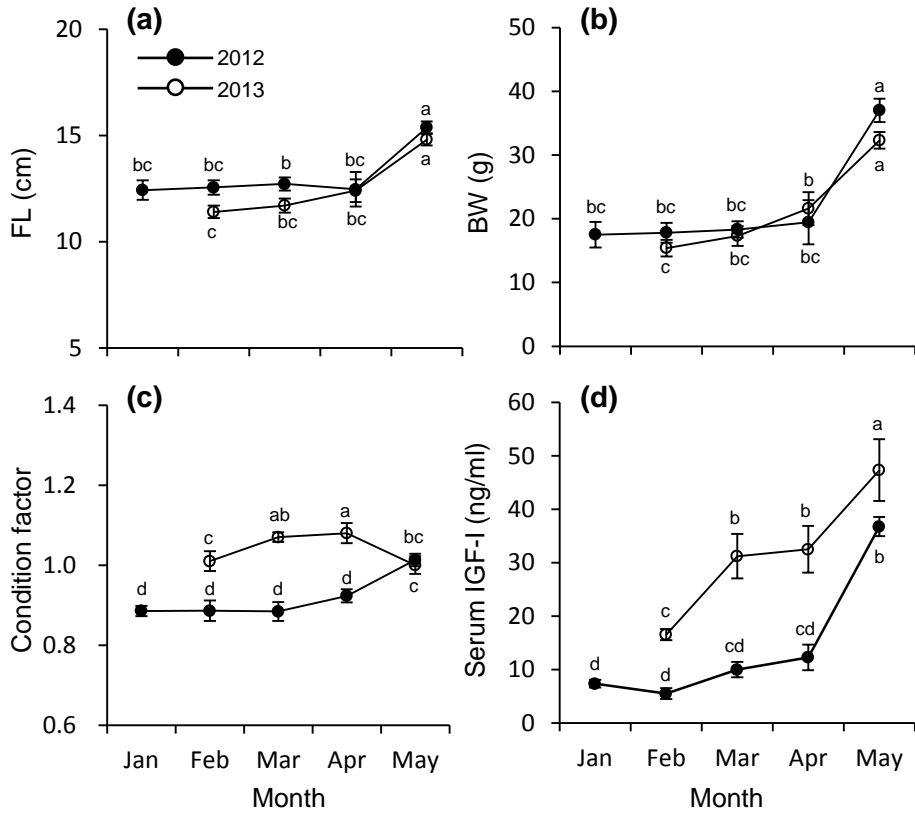 (a)
20
15
10
5
FL (cm)
2012
2013
bc
bc
b
bc
a
c
bc
bc
a
(b)
50
40
30
20
10
0
BW (g)
bc
bc
bc
b
a
c
bc
bc
a
(c)
1.4
1.2
1.0
0.8
0.6
Condition factor
c
ab
a
bc
d
d
d
d
c
Jan Feb Mar Apr May
Month
(d)
60
50
40
30
20
10
0
Serum IGF-I (ng/ml)
a
b
b
c
b
d
d
cd
cd
Jan Feb Mar Apr May
Month